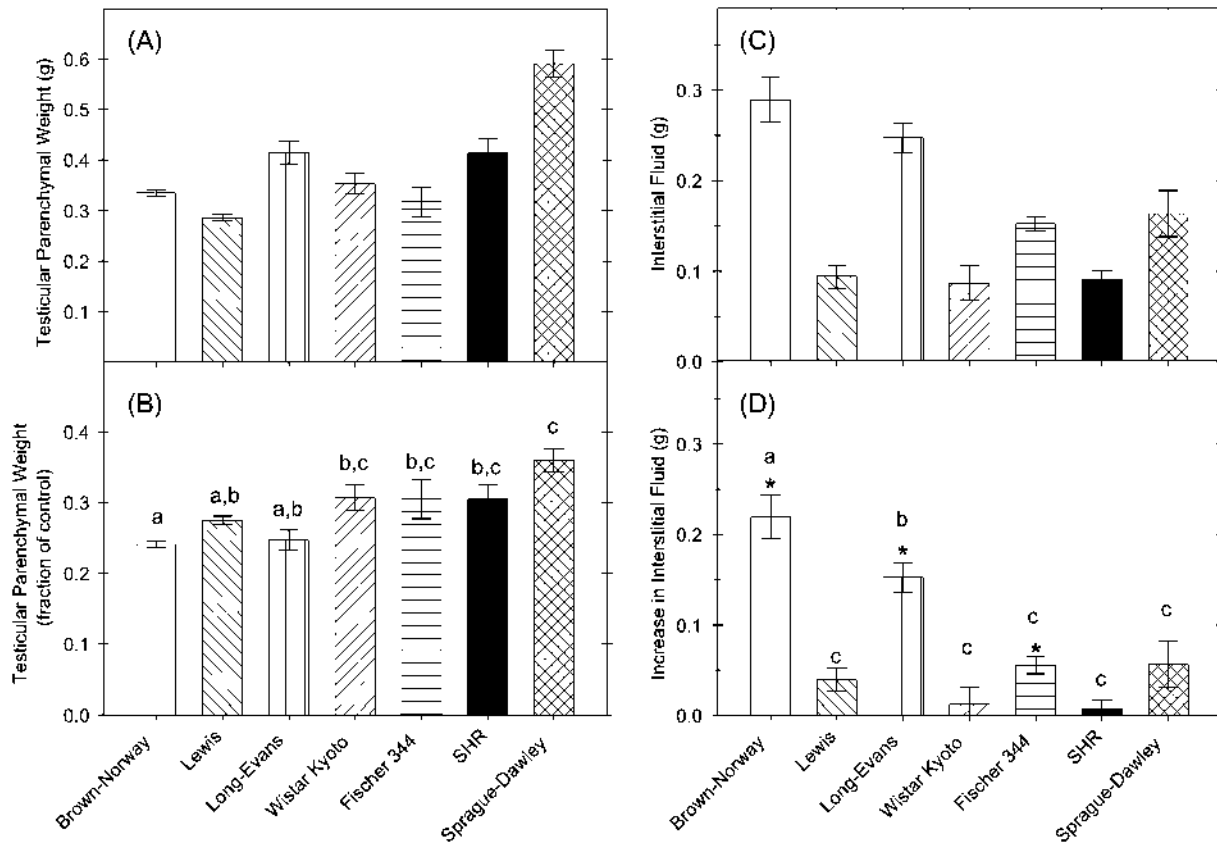 (A)
Testicular Parenchymal Weight (g)
0.6
0.5
0.4
0.3
0.2
0.1
(B)
Testicular Parenchymal Weight
(fraction of control)
0.4
0.3
0.2
0.1
0.0
a
a,b
a,b
b,c
b,c
b,c
c
Brown-Norway
Lewis
Long-Evans
Wistar Kyoto
Fischer 344
SHR
Sprague-Dawley
(C)
Interstitial Fluid (g)
0.3
0.2
0.1
0.0
(D)
Increase in Interstitial Fluid (g)
0.3
0.2
0.1
0.0
a
*
c
b
*
c
c
*
c
c
Brown-Norway
Lewis
Long-Evans
Wistar Kyoto
Fischer 344
SHR
Sprague-Dawley